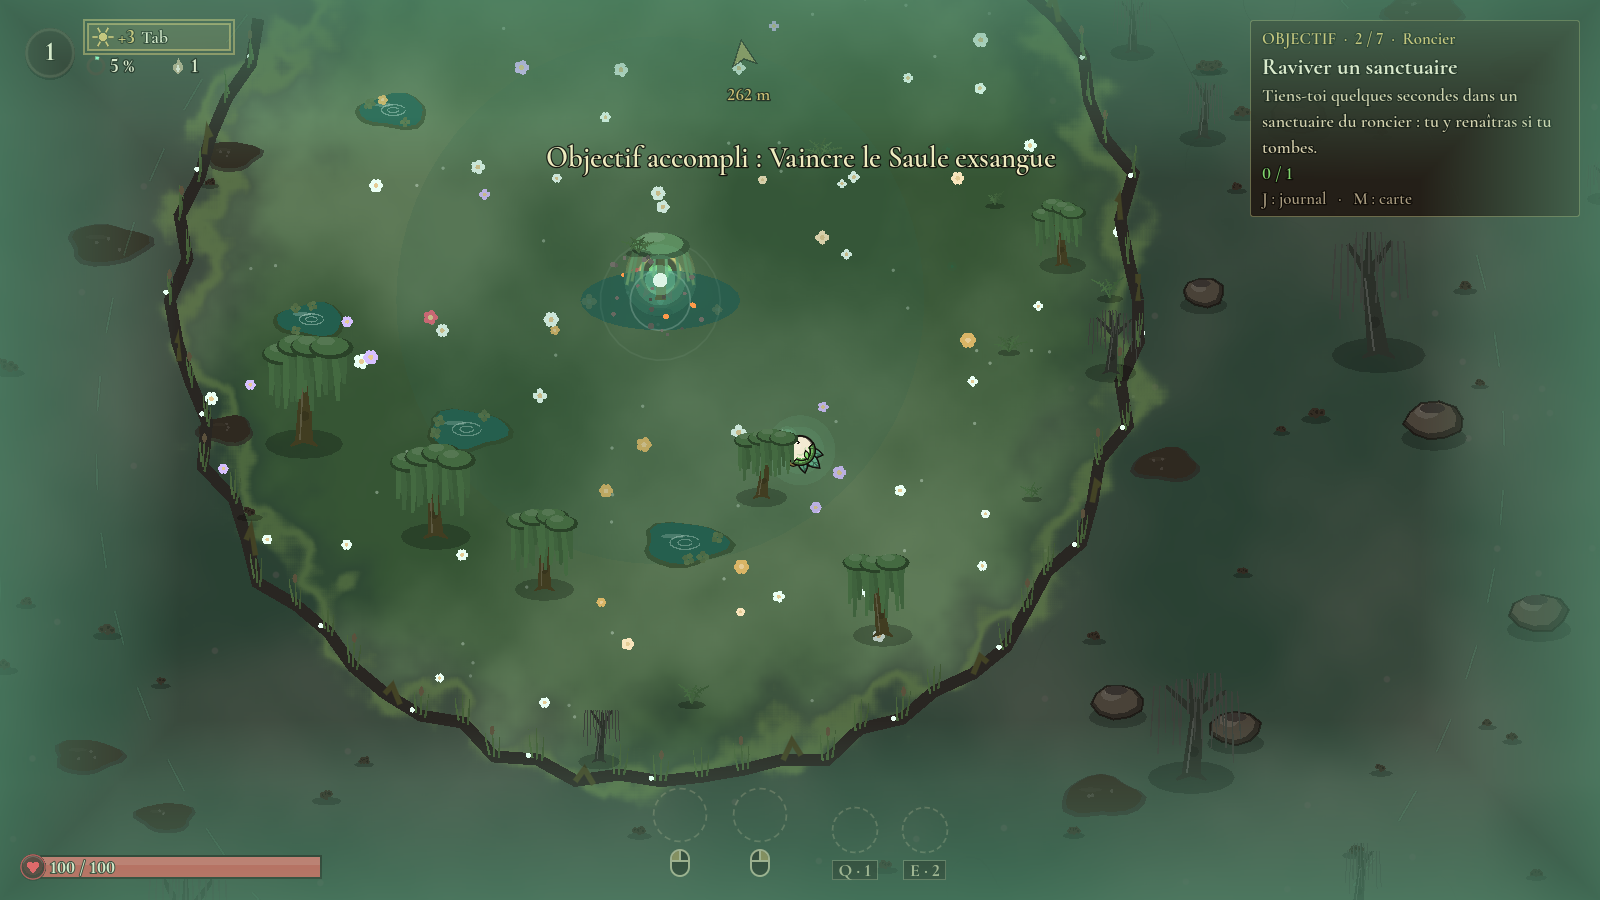 1
+3 Tab
5 %
1
262 m
Objectif accompli : Vaincre le Saule exsangue
OBJECTIF · 2 / 7 · Roncier
Raviver un sanctuaire
Tiens-toi quelques secondes dans un
sanctuaire du roncier : tu y renaîtras si tu
tombes.
0 / 1
J : journal · M : carte
100 / 100
Q · 1
E · 2